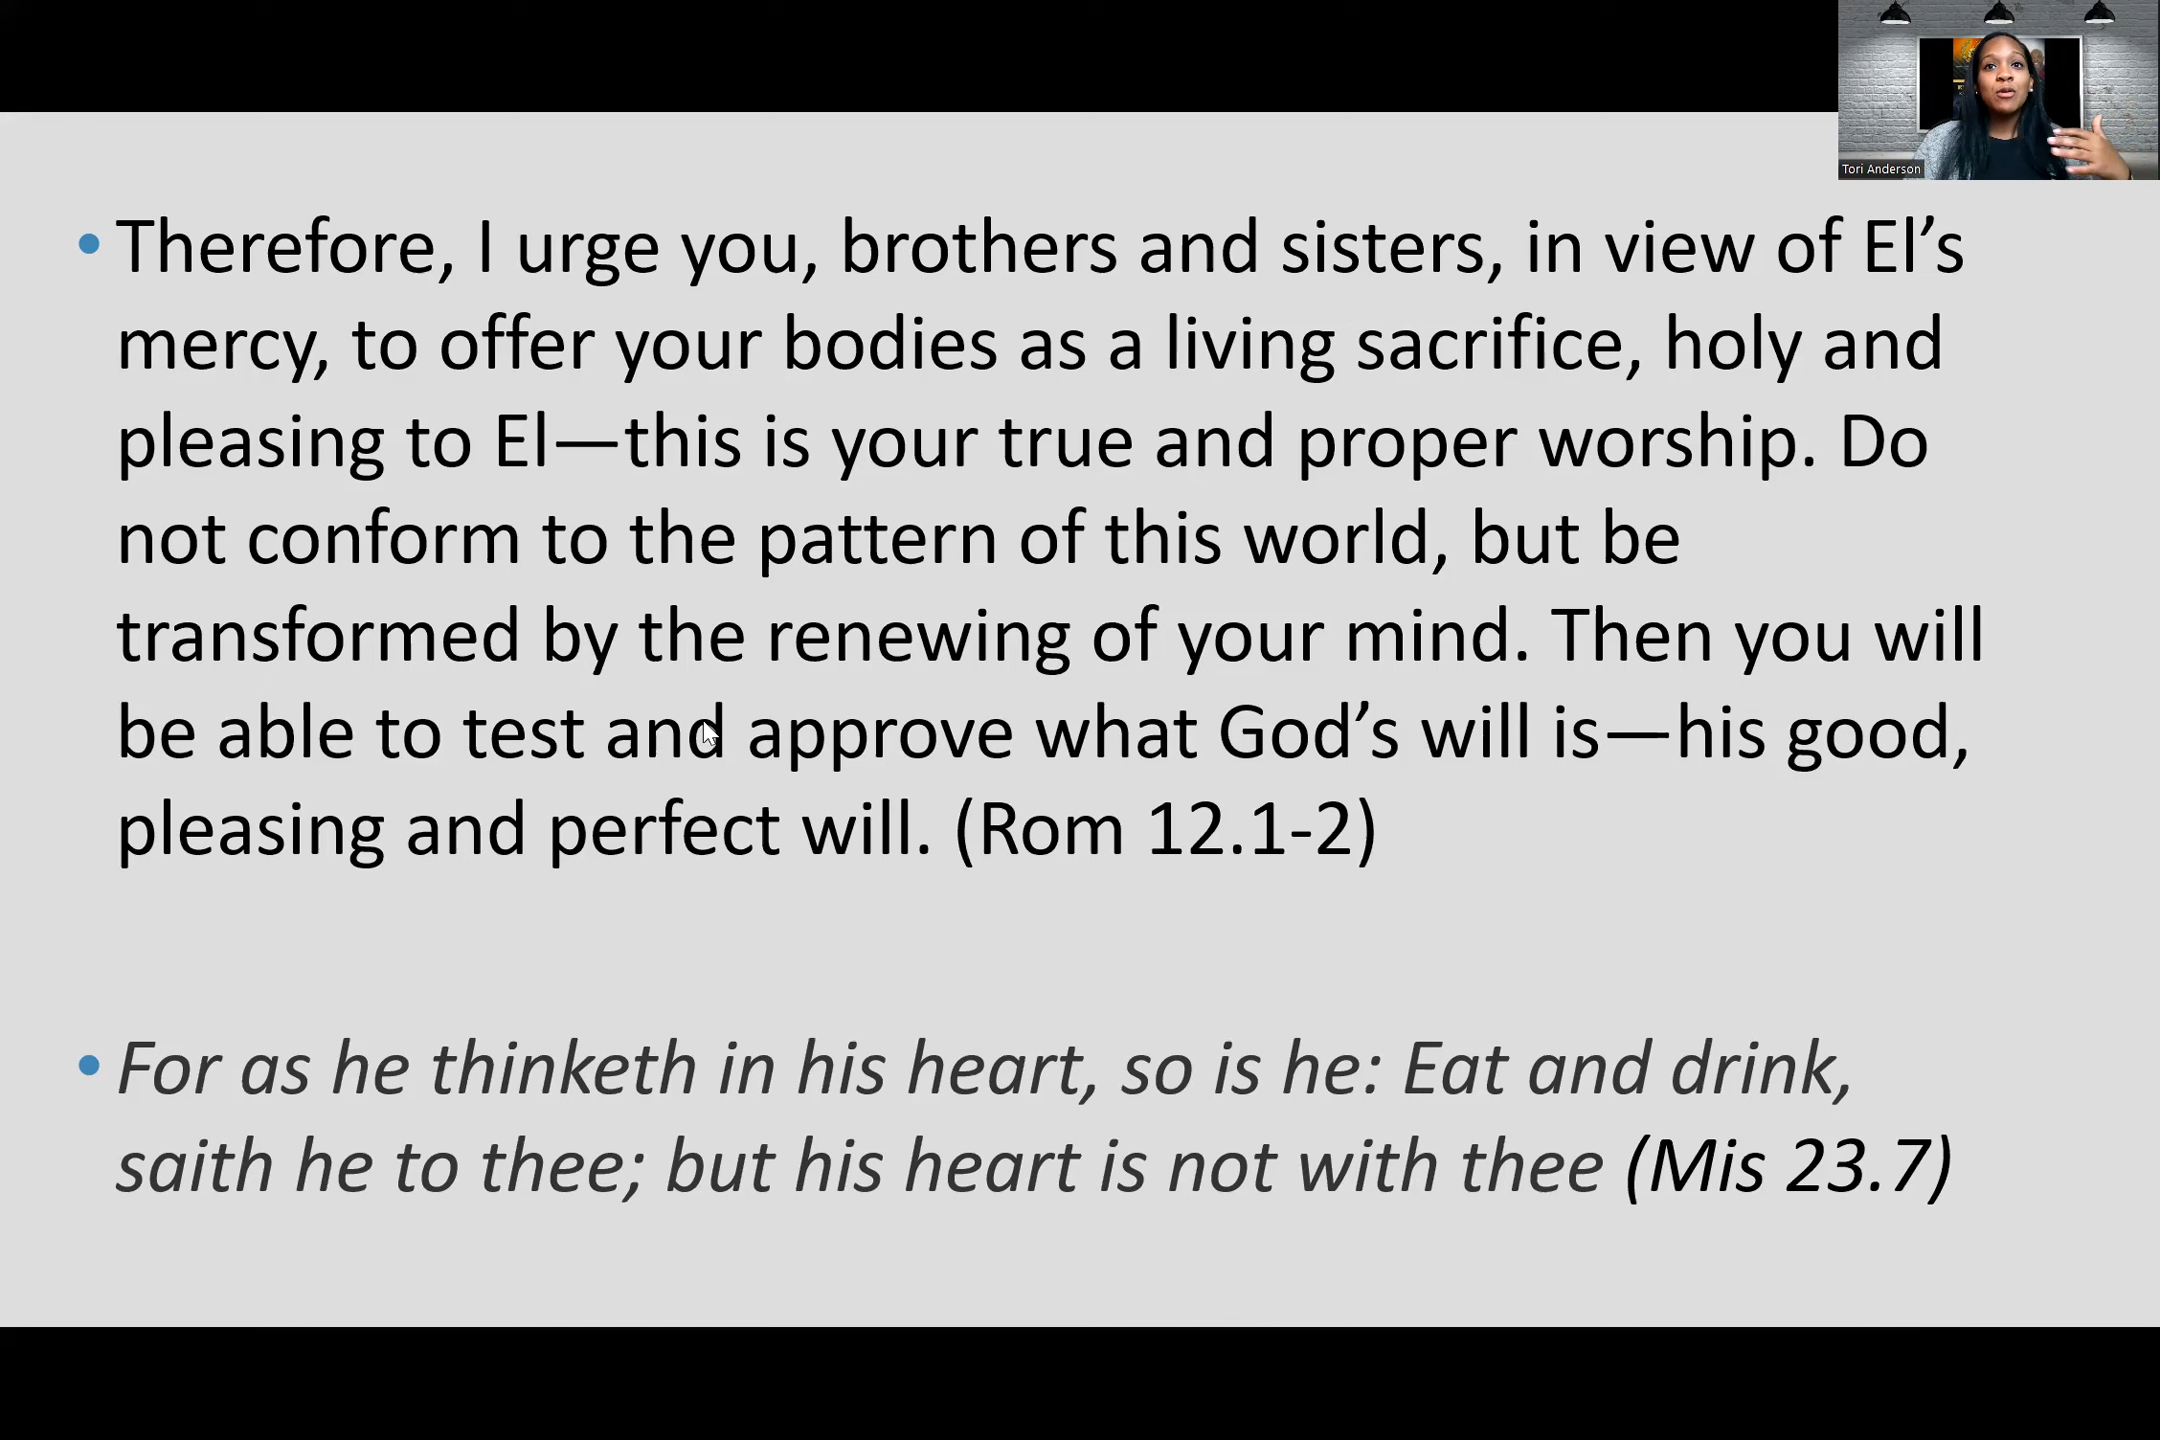 Tori Anderson
• Therefore, I urge you, brothers and sisters, in view of El’s
mercy, to offer your bodies as a living sacrifice, holy and
pleasing to El—this is your true and proper worship. Do
not conform to the pattern of this world, but be
transformed by the renewing of your mind. Then you will
be able to test and approve what God’s will is—his good,
pleasing and perfect will. (Rom 12.1-2)
• For as he thinketh in his heart, so is he: Eat and drink,
saith he to thee; but his heart is not with thee (Mis 23.7)